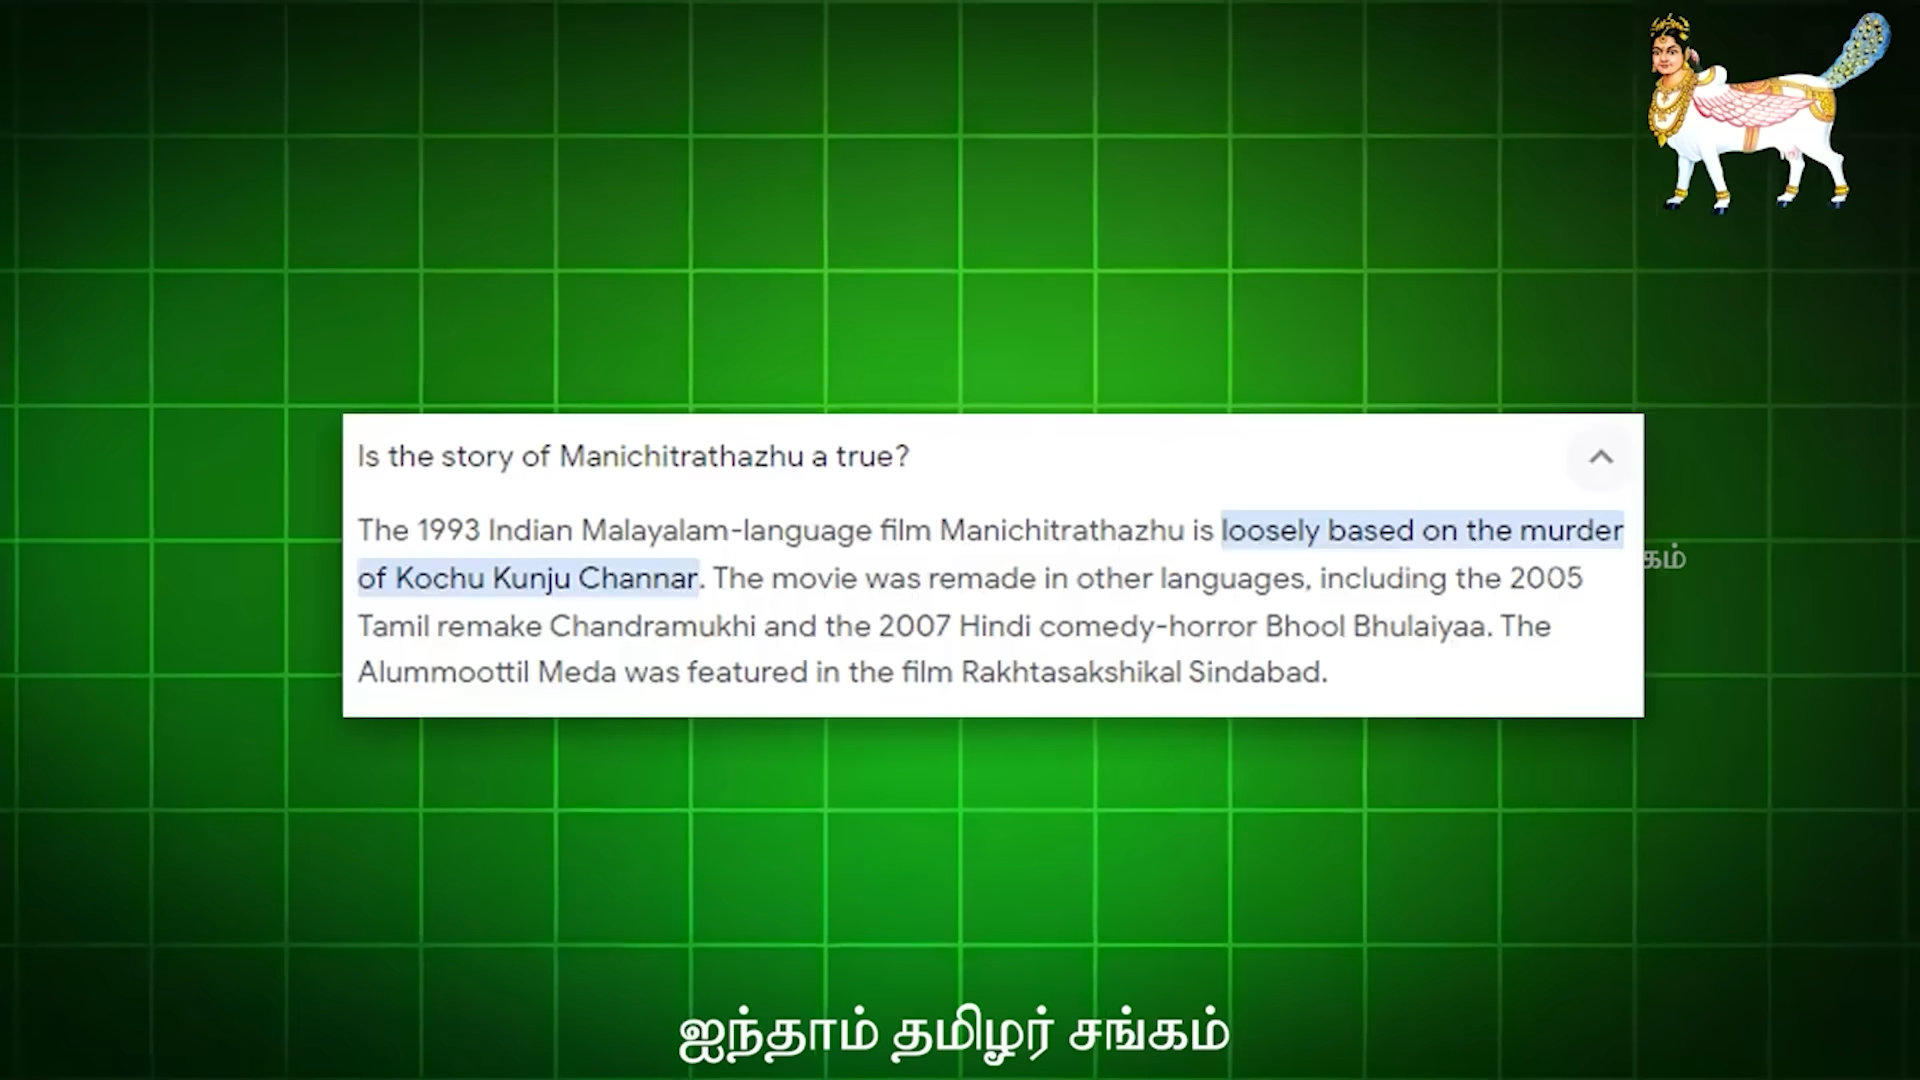 Is the story of Manichitrathazhu a true?
The 1993 Indian Malayalam-language film Manichitrathazhu is loosely based on the murder
of Kochu Kunju Channar. The movie was remade in other languages, including the 2005
Tamil remake Chandramukhi and the 2007 Hindi comedy-horror Bhool Bhulaiyaa. The
Alummoottil Meda was featured in the film Rakhtasakshikal Sindabad.
ஐந்தாம் தமிழர் சங்கம்